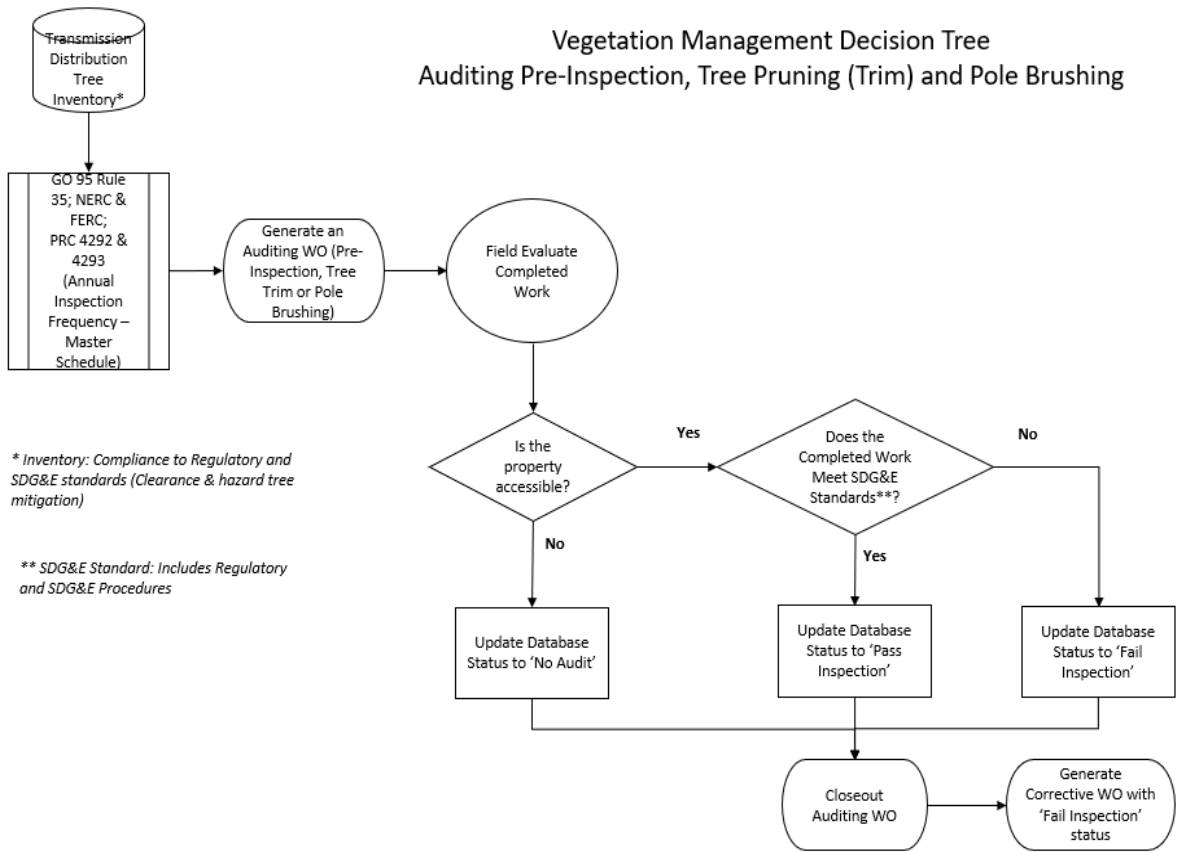 Vegetation Management Decision Tree
Auditing Pre-Inspection, Tree Pruning (Trim) and Pole Brushing
Transmission
Distribution
Tree
Inventory*
GO 95 Rule
35; NERC &
FERC;
PRC 4292 &
4293
(Annual
Inspection
Frequency –
Master
Schedule)
Generate an
Auditing WO (Pre-
Inspection, Tree
Trim or Pole
Brushing)
Field Evaluate
Completed
Work
Is the
property
accessible?
Yes
Does the
Completed Work
Meet SDG&E
Standards**?
No
* Inventory: Compliance to Regulatory and
SDG&E standards (Clearance & hazard tree
mitigation)
** SDG&E Standard: Includes Regulatory
and SDG&E Procedures
No
Yes
Update Database
Status to ‘No Audit’
Update Database
Status to ‘Pass
Inspection’
Update Database
Status to ‘Fail
Inspection’
Closeout
Auditing WO
Generate
Corrective WO with
‘Fail Inspection’
status